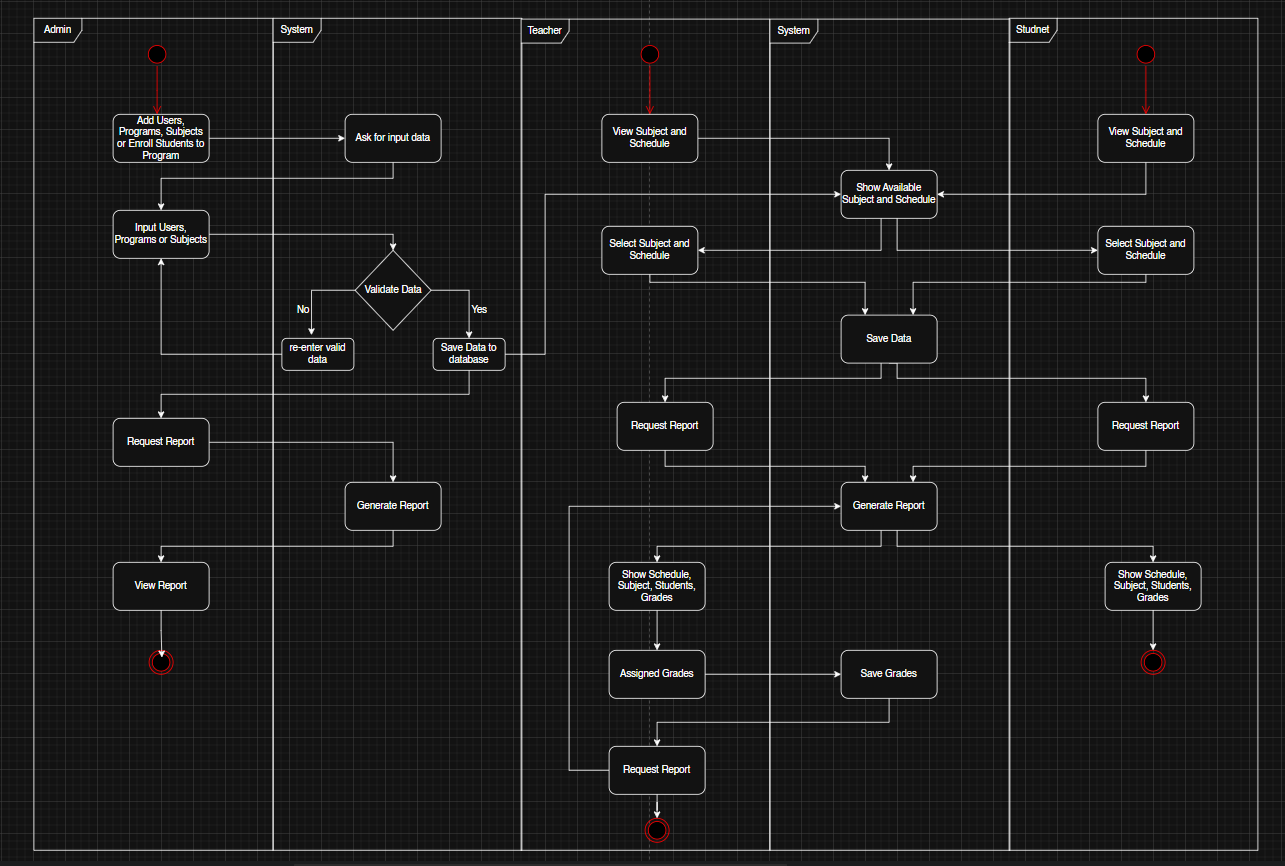 Admin
System
Teacher
System
Studnet
Add Users,
Programs, Subjects
or Enroll Students to
Program
Ask for input data
View Subject and
Schedule
View Subject and
Schedule
Show Available
Subject and Schedule
Input Users,
Programs or Subjects
Select Subject and
Schedule
Select Subject and
Schedule
Validate Data
No
Yes
re-enter valid
data
Save Data to
database
Save Data
Request Report
Request Report
Request Report
Generate Report
Generate Report
View Report
Show Schedule,
Subject, Students,
Grades
Show Schedule,
Subject, Students,
Grades
Assigned Grades
Save Grades
Request Report